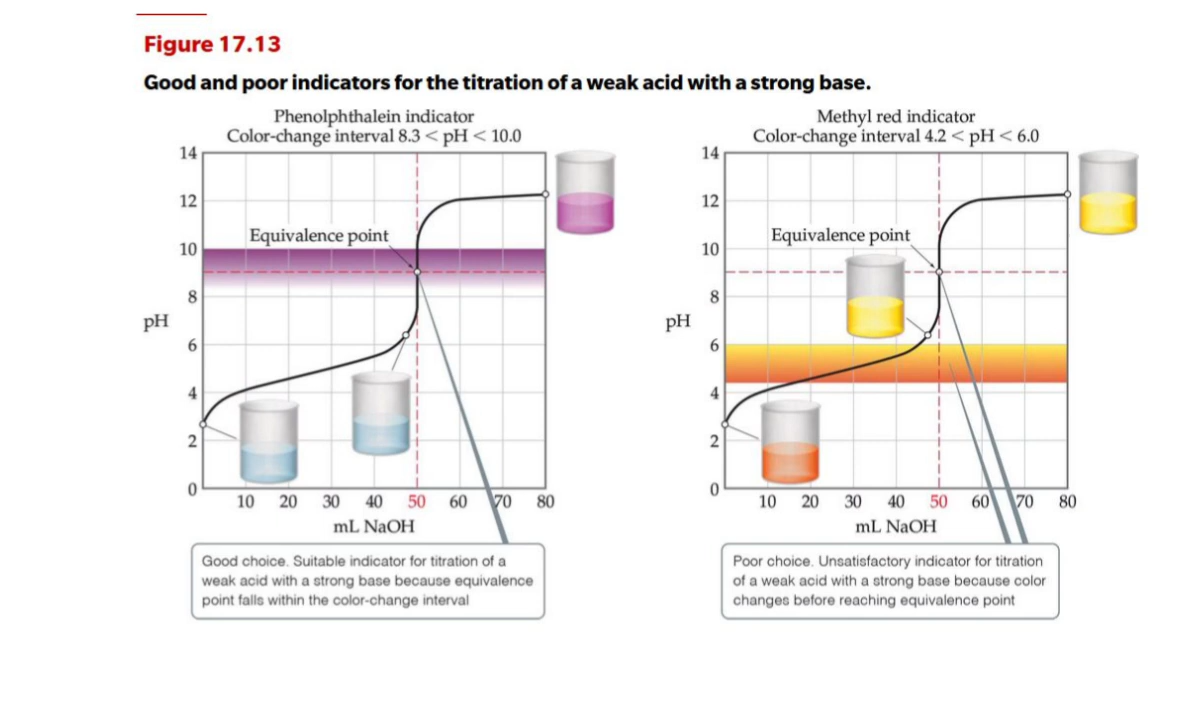 Figure 17.13
Good and poor indicators for the titration of a weak acid with a strong base.
Phenolphthalein indicator
Color-change interval 8.3 < pH < 10.0
14
12
10
8
6
4
2
0
pH
Equivalence point
10 20 30 40 50 60 70 80
mL NaOH
Good choice. Suitable indicator for titration of a
weak acid with a strong base because equivalence
point falls within the color-change interval
Methyl red indicator
Color-change interval 4.2 < pH < 6.0
14
12
10
8
6
4
2
0
pH
Equivalence point
10 20 30 40 50 60 70 80
mL NaOH
Poor choice. Unsatisfactory indicator for titration
of a weak acid with a strong base because color
changes before reaching equivalence point